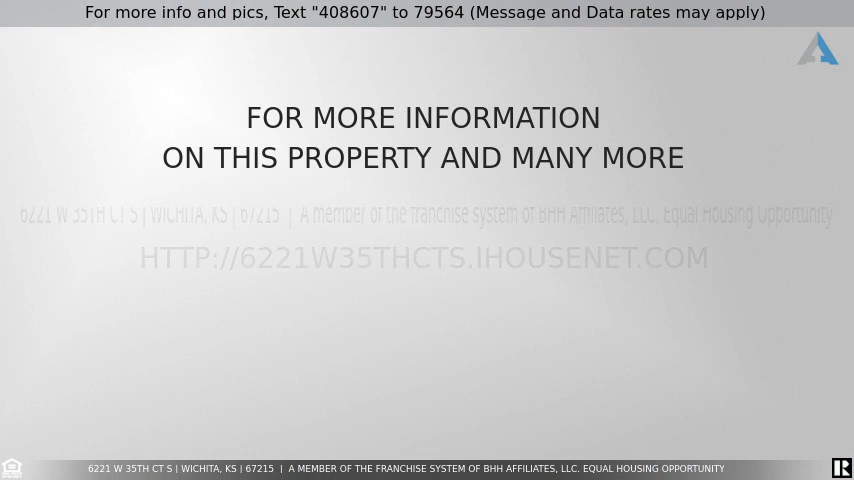 For more info and pics, Text "408607" to 79564 (Message and Data rates may apply)
FOR MORE INFORMATION
ON THIS PROPERTY AND MANY MORE
6221 W 35TH CT S | WICHITA, KS | 67215 | A member of the franchise system of BHH Affiliates, LLC. Equal Housing Opportunity
HTTP://6221W35THCTS.IHOUSENET.COM
6221 W 35TH CT S | WICHITA, KS | 67215 | A MEMBER OF THE FRANCHISE SYSTEM OF BHH AFFILIATES, LLC. EQUAL HOUSING OPPORTUNITY